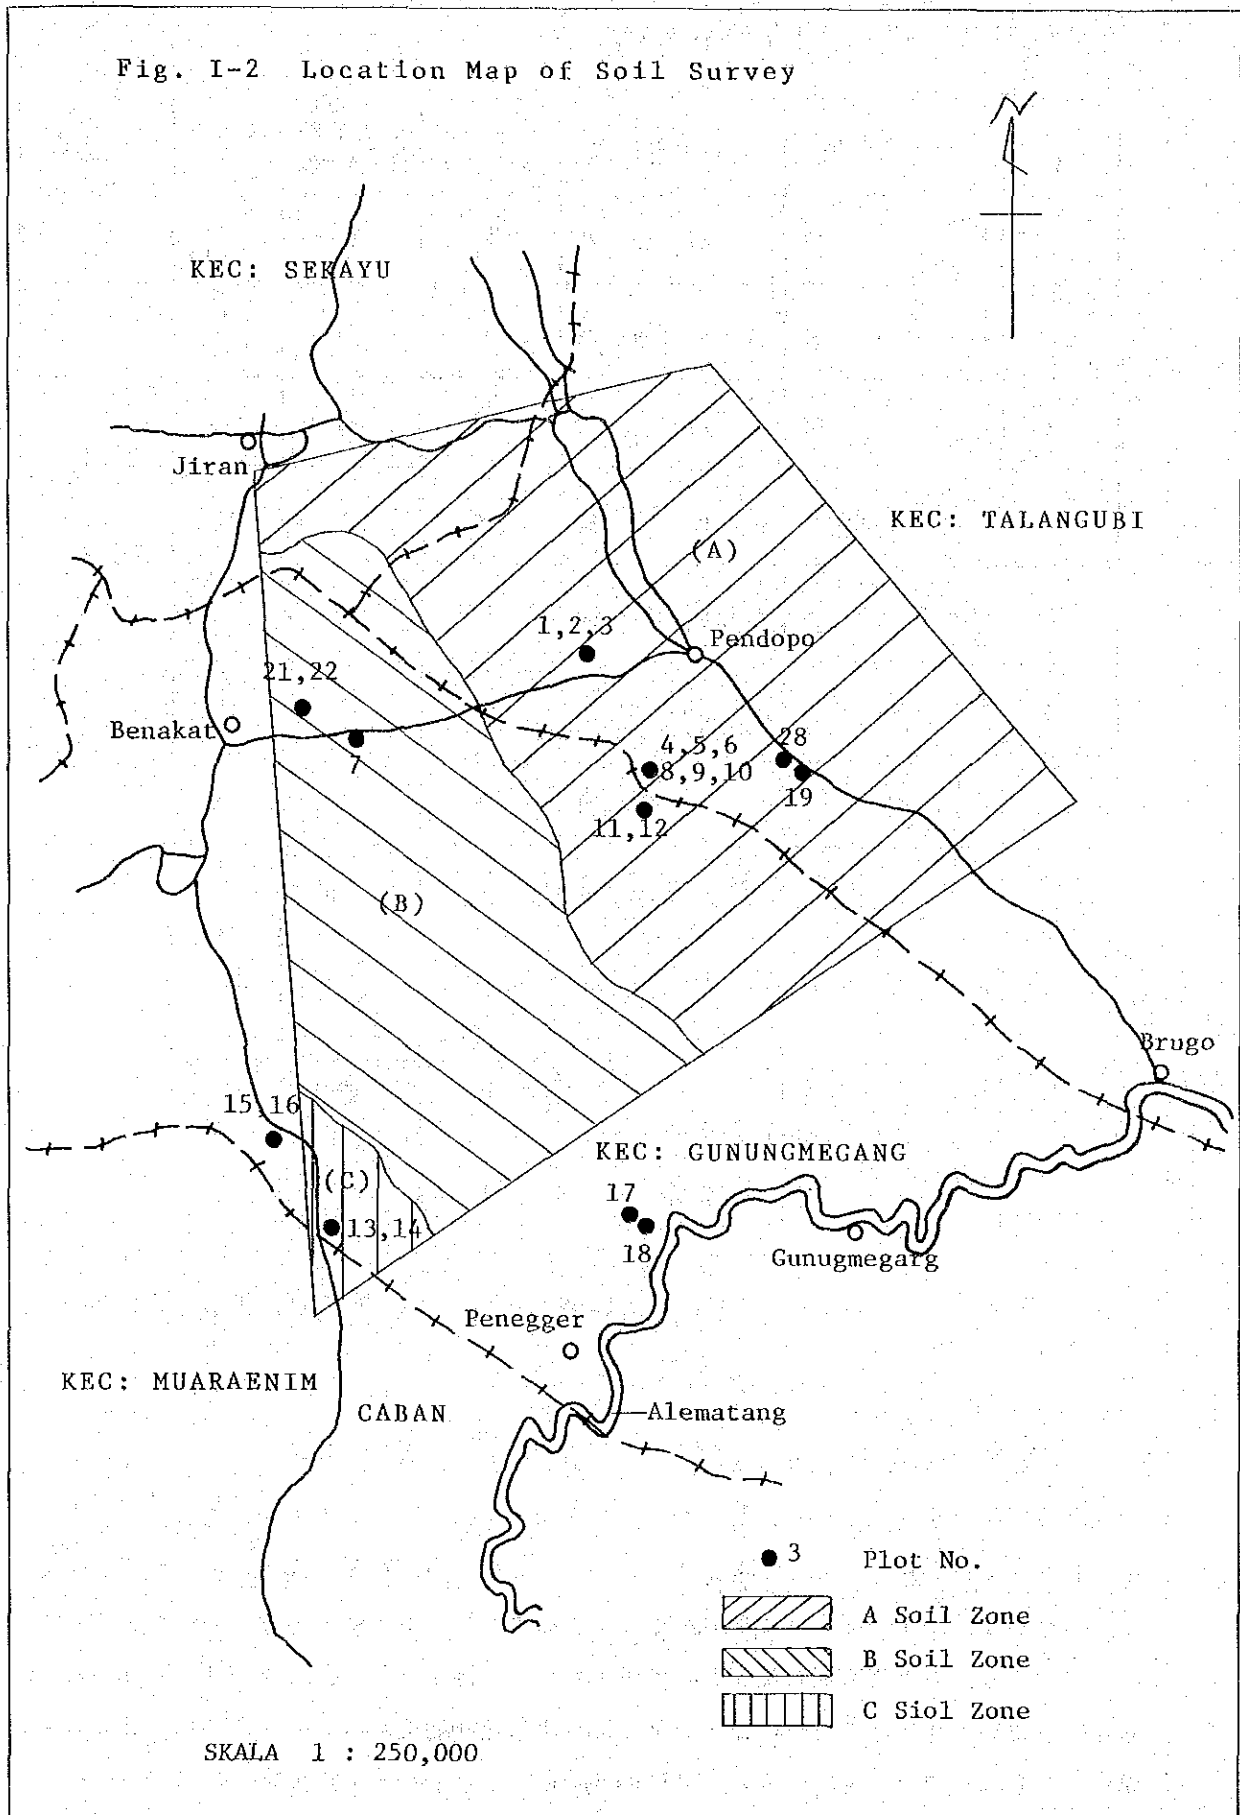 Fig. I-2 Location Map of Soil Survey
N
KEC: SEKAYU
Jiran
KEC: TALANGUBI
(A)
1,2,3
Pendopo
21,22
Benakat
7
4,5,6
8,9,10
28
19
11,12
(B)
Brugo
15,16
KEC: GUNUNGMEGANG
(C)
17
13,14
18
Gunugmegarg
Penegger
KEC: MUARAENIM
CABAN
Alematang
3 Plot No.
A Soil Zone
B Soil Zone
C Siol Zone
SKALA 1 : 250,000